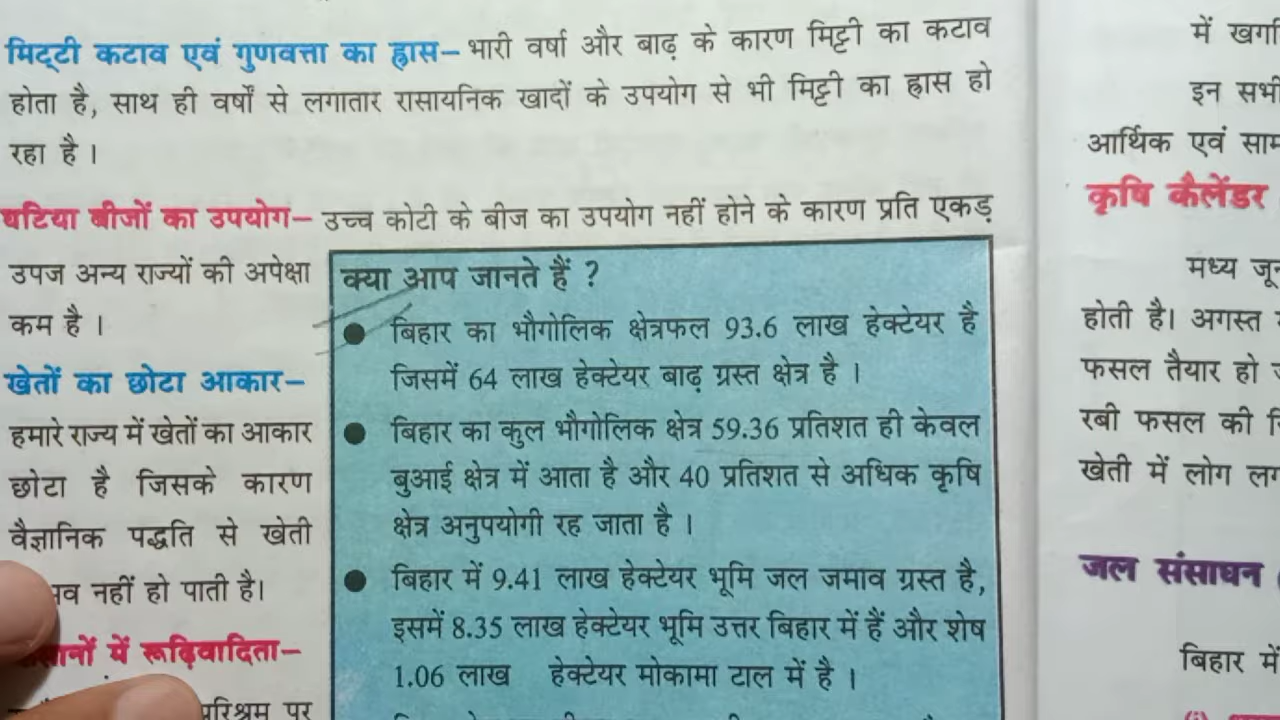 मिट्टी कटाव एवं गुणवत्ता का ह्रास– भारी वर्षा और बाढ़ के कारण मिट्टी का कटाव
होता है, साथ ही वर्षों से लगातार रासायनिक खादों के उपयोग से भी मिट्टी का ह्रास हो
रहा है ।
घटिया बीजों का उपयोग– उच्च कोटी के बीज का उपयोग नहीं होने के कारण प्रति एकड़
उपज अन्य राज्यों की अपेक्षा
कम है ।
खेतों का छोटा आकार–
हमारे राज्य में खेतों का आकार
छोटा है जिसके कारण
वैज्ञानिक पद्धति से खेती
नहीं हो पाती है।
में रूढ़िवादिता–
परिश्रम पर
क्या आप जानते हैं ?
● बिहार का भौगोलिक क्षेत्रफल 93.6 लाख हेक्टेयर है
जिसमें 64 लाख हेक्टेयर बाढ़ ग्रस्त क्षेत्र है ।
● बिहार का कुल भौगोलिक क्षेत्र 59.36 प्रतिशत ही केवल
बुआई क्षेत्र में आता है और 40 प्रतिशत से अधिक कृषि
क्षेत्र अनुपयोगी रह जाता है ।
● बिहार में 9.41 लाख हेक्टेयर भूमि जल जमाव ग्रस्त है,
इसमें 8.35 लाख हेक्टेयर भूमि उत्तर बिहार में हैं और शेष
1.06 लाख हेक्टेयर मोकामा टाल में है ।
में
इन
आर्थिक एवं
कृषि कैलेंडर
मध्य
होती है। अगस्त
फसल तैयार हो
रबी फसल की
खेती में लोग
जल संसाधन
बिहार में